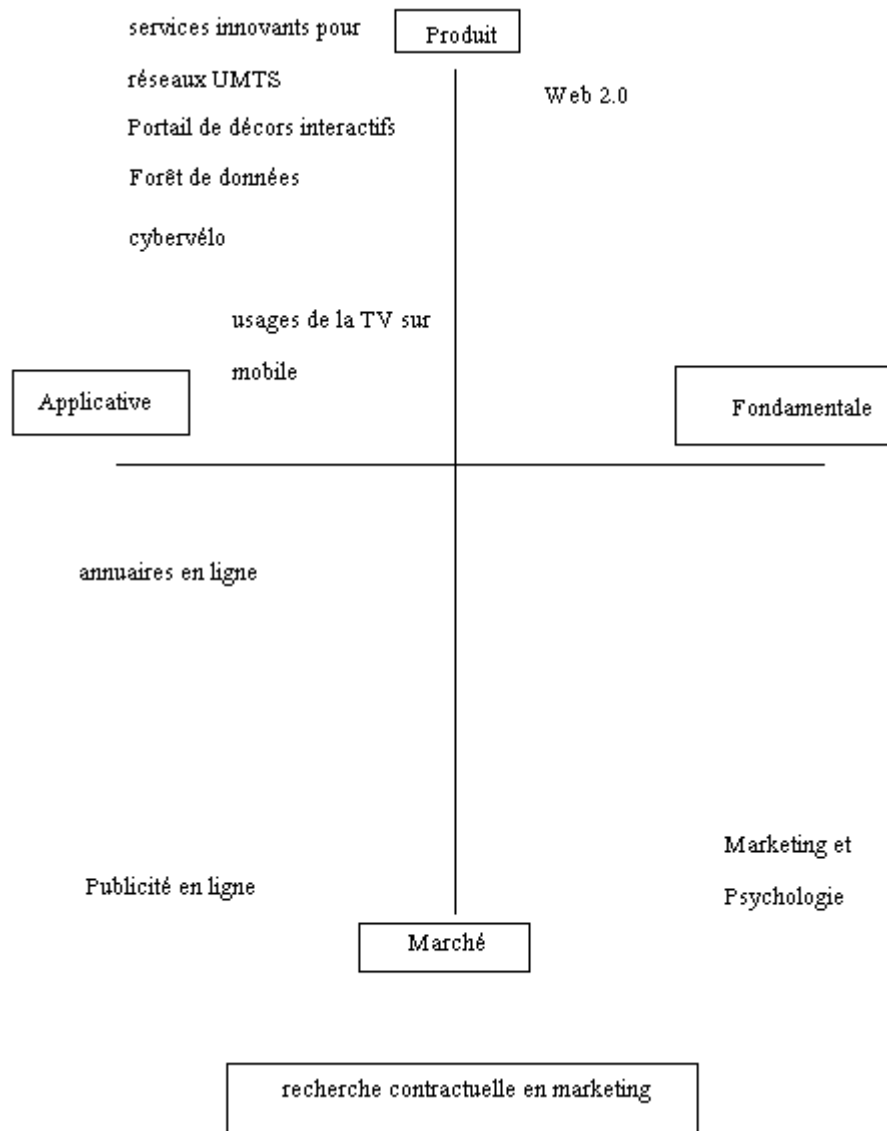 services innovants pour
Produit
réseaux UMTS
Web 2.0
Portail de décors interactifs
Forêt de données
cybervélo
usages de la TV sur
mobile
Applicative
Fondamentale
annuaires en ligne
Marketing et
Publicité en ligne
Psychologie
Marché
recherche contractuelle en marketing